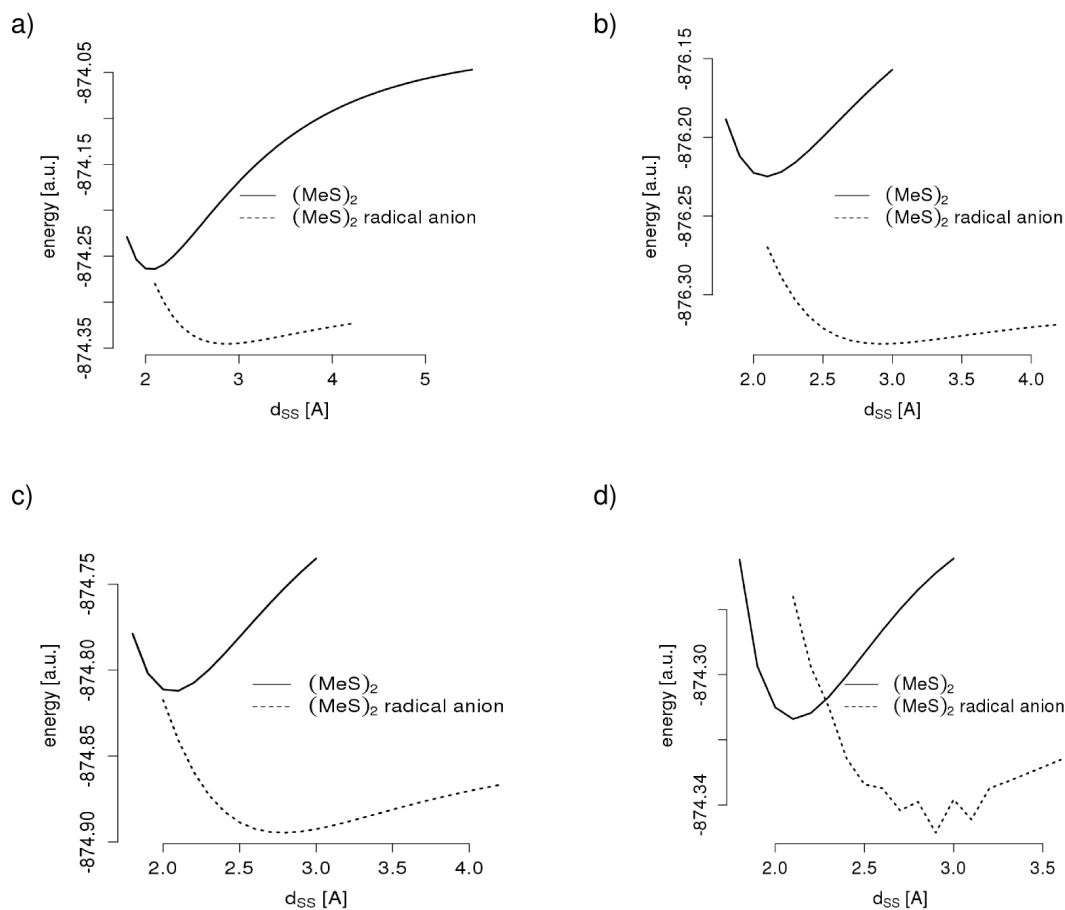 a)
energy [a.u.]
-874.05
-874.15
-874.25
-874.35
(MeS)2
(MeS)2 radical anion
2 3 4 5
dSS [A]
b)
energy [a.u.]
-876.15
-876.20
-876.25
-876.30
(MeS)2
(MeS)2 radical anion
2.0 2.5 3.0 3.5 4.0
dSS [A]
c)
energy [a.u.]
-874.75
-874.80
-874.85
-874.90
(MeS)2
(MeS)2 radical anion
2.0 2.5 3.0 3.5 4.0
dSS [A]
d)
energy [a.u.]
-874.30
-874.34
(MeS)2
(MeS)2 radical anion
2.0 2.5 3.0 3.5
dSS [A]